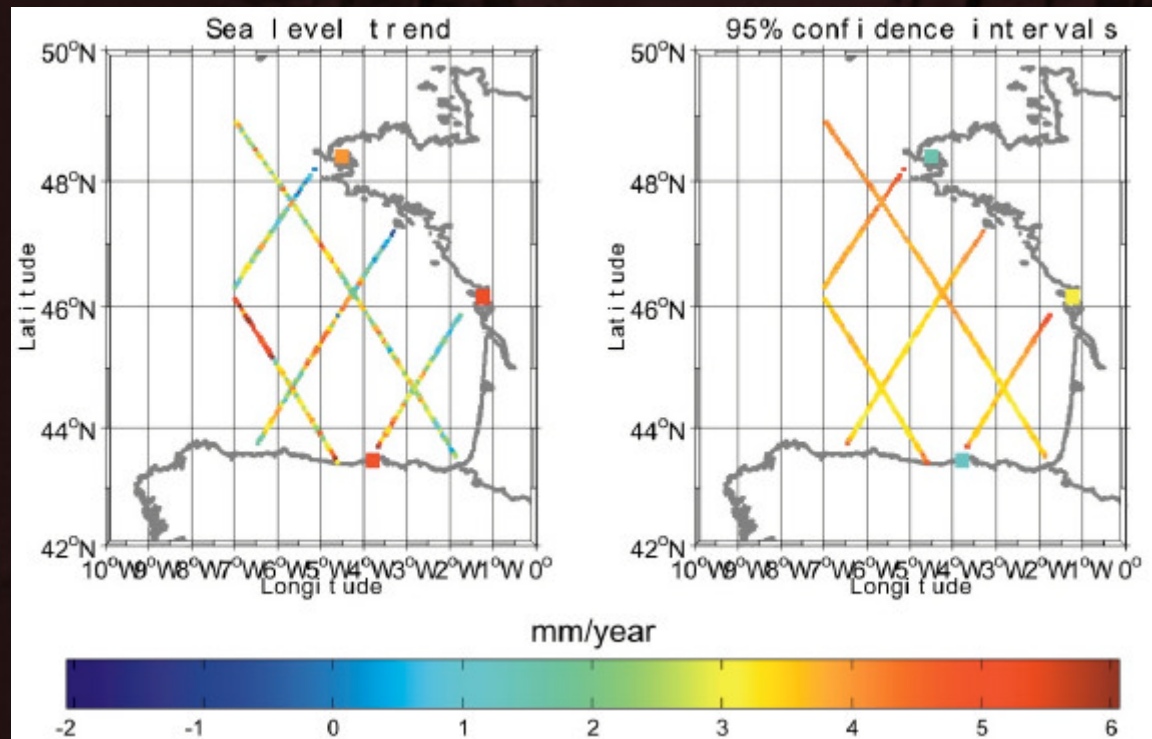 Sea level trend
95% confidence intervals
50°N
48°N
46°N
44°N
42°N
Latitude
10°W 9°W 8°W 7°W 6°W 5°W 4°W 3°W 2°W 1°W 0°
Longitude
50°N
48°N
46°N
44°N
42°N
Latitude
10°W 9°W 8°W 7°W 6°W 5°W 4°W 3°W 2°W 1°W 0°
Longitude
mm/year
-2 -1 0 1 2 3 4 5 6